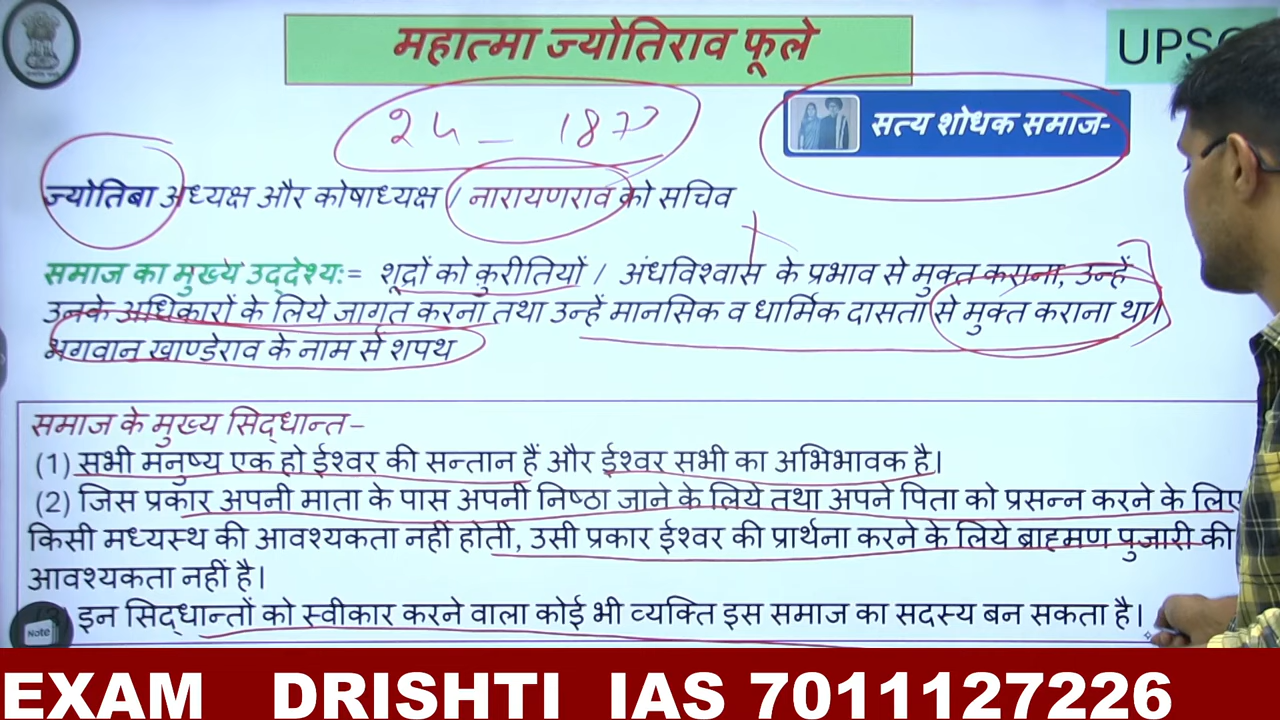 महात्मा ज्योतिराव फूले
UPSC
24 _ 187
सत्य शोधक समाज-
ज्योतिबा अध्यक्ष और कोषाध्यक्ष / नारायणराव को सचिव
समाज का मुख्य उद्देश्य:= शूद्रों को कुरीतियों / अंधविश्वास के प्रभाव से मुक्त कराना, उन्हें
उनके अधिकारों के लिये जागृत करना तथा उन्हें मानसिक व धार्मिक दासता से मुक्त कराना था।
भगवान खाण्डेराव के नाम से शपथ
समाज के मुख्य सिद्धान्त-
(1) सभी मनुष्य एक हो ईश्वर की सन्तान हैं और ईश्वर सभी का अभिभावक है।
(2) जिस प्रकार अपनी माता के पास अपनी निष्ठा जाने के लिये तथा अपने पिता को प्रसन्न करने के लिए
किसी मध्यस्थ की आवश्यकता नहीं होती, उसी प्रकार ईश्वर की प्रार्थना करने के लिये ब्राह्मण पुजारी की
आवश्यकता नहीं है।
इन सिद्धान्तों को स्वीकार करने वाला कोई भी व्यक्ति इस समाज का सदस्य बन सकता है।
Note
EXAM DRISHTI IAS 7011127226